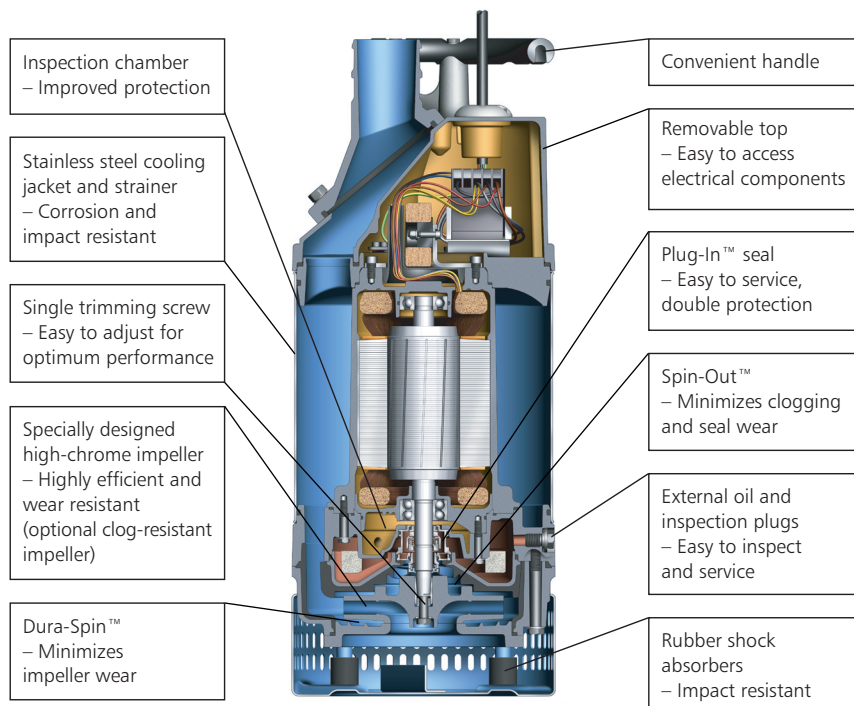 Inspection chamber
– Improved protection
Stainless steel cooling
jacket and strainer
– Corrosion and
impact resistant
Single trimming screw
– Easy to adjust for
optimum performance
Specially designed
high-chrome impeller
– Highly efficient and
wear resistant
(optional clog-resistant
impeller)
Dura-Spin™
– Minimizes
impeller wear
Convenient handle
Removable top
– Easy to access
electrical components
Plug-In™ seal
– Easy to service,
double protection
Spin-Out™
– Minimizes clogging
and seal wear
External oil and
inspection plugs
– Easy to inspect
and service
Rubber shock
absorbers
– Impact resistant